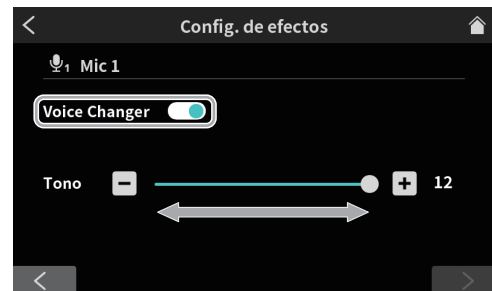 Config. de efectos
1 Mic 1
Voice Changer
Tono 12